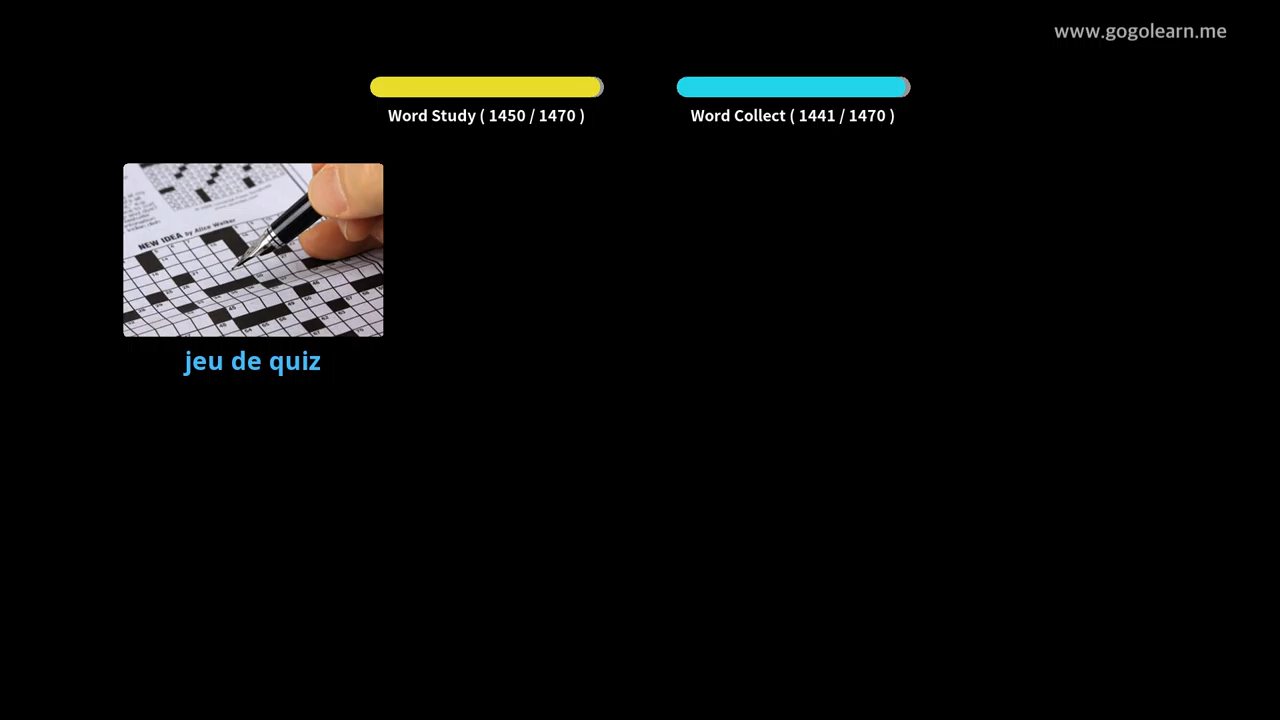 www.gogolearn.me
Word Study ( 1450 / 1470 )
Word Collect ( 1441 / 1470 )
NEW IDEA by Alice Walker
jeu de quiz